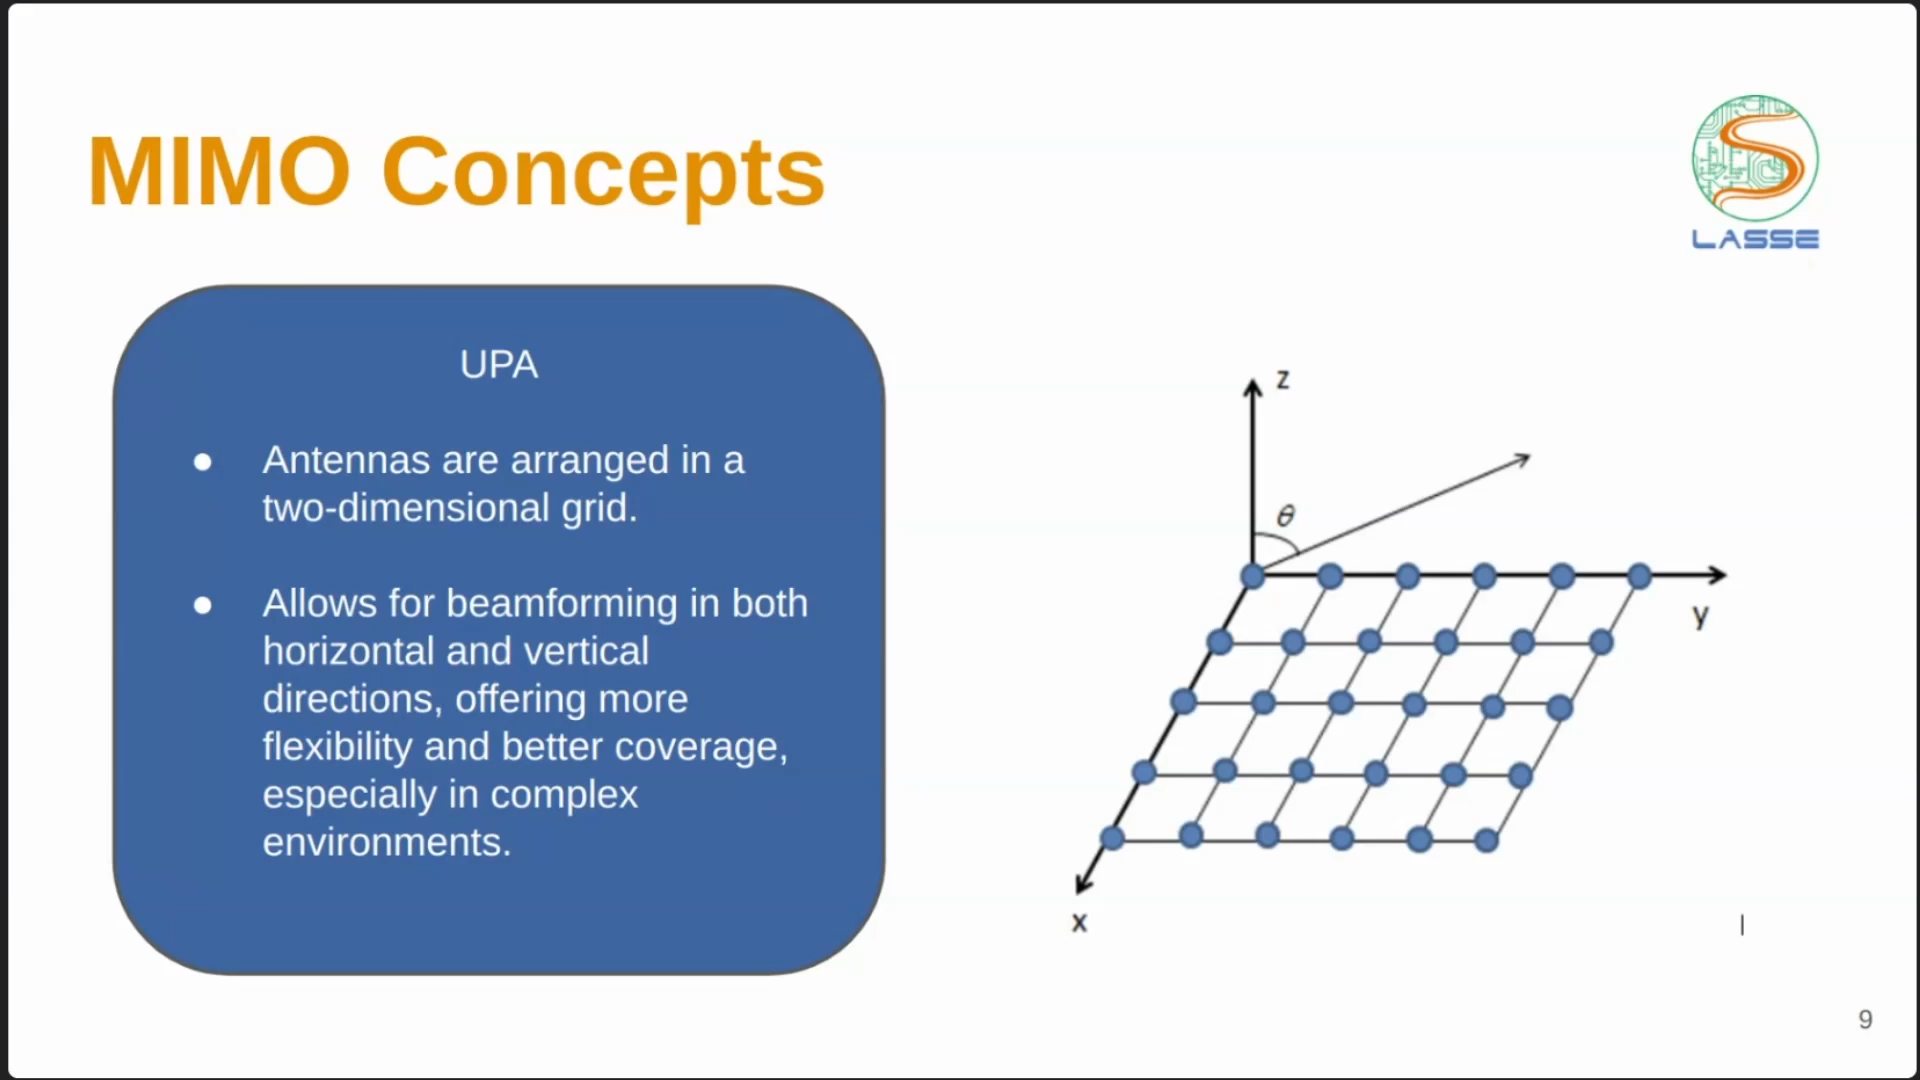 MIMO Concepts
LASSE
UPA
● Antennas are arranged in a
two-dimensional grid.
● Allows for beamforming in both
horizontal and vertical
directions, offering more
flexibility and better coverage,
especially in complex
environments.
z
θ
y
x
9